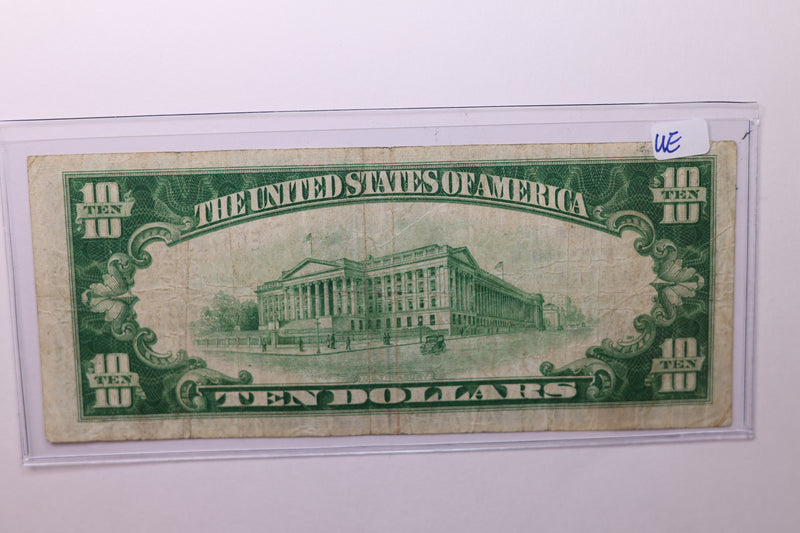 WE
10 10
TEN TEN
10 10
THE UNITED STATES OF AMERICA
10 10
TEN TEN
10 10
TEN DOLLARS